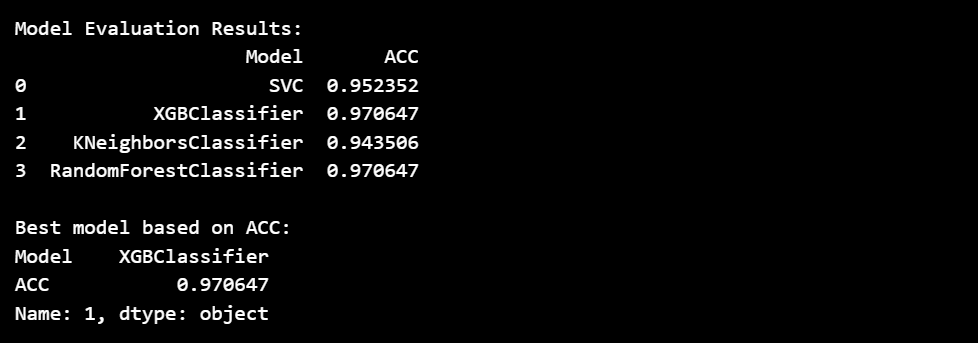 Model Evaluation Results:
Model ACC
0 SVC 0.952352
1 XGBClassifier 0.970647
2 KNeighborsClassifier 0.943506
3 RandomForestClassifier 0.970647
Best model based on ACC:
Model XGBClassifier
ACC 0.970647
Name: 1, dtype: object